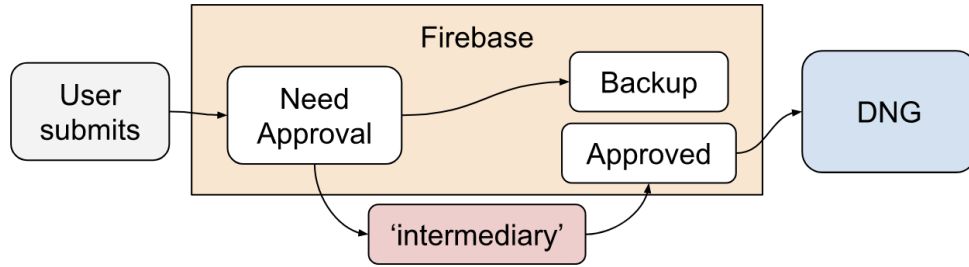 Firebase
User
submits
Need
Approval
Backup
Approved
DNG
‘intermediary’